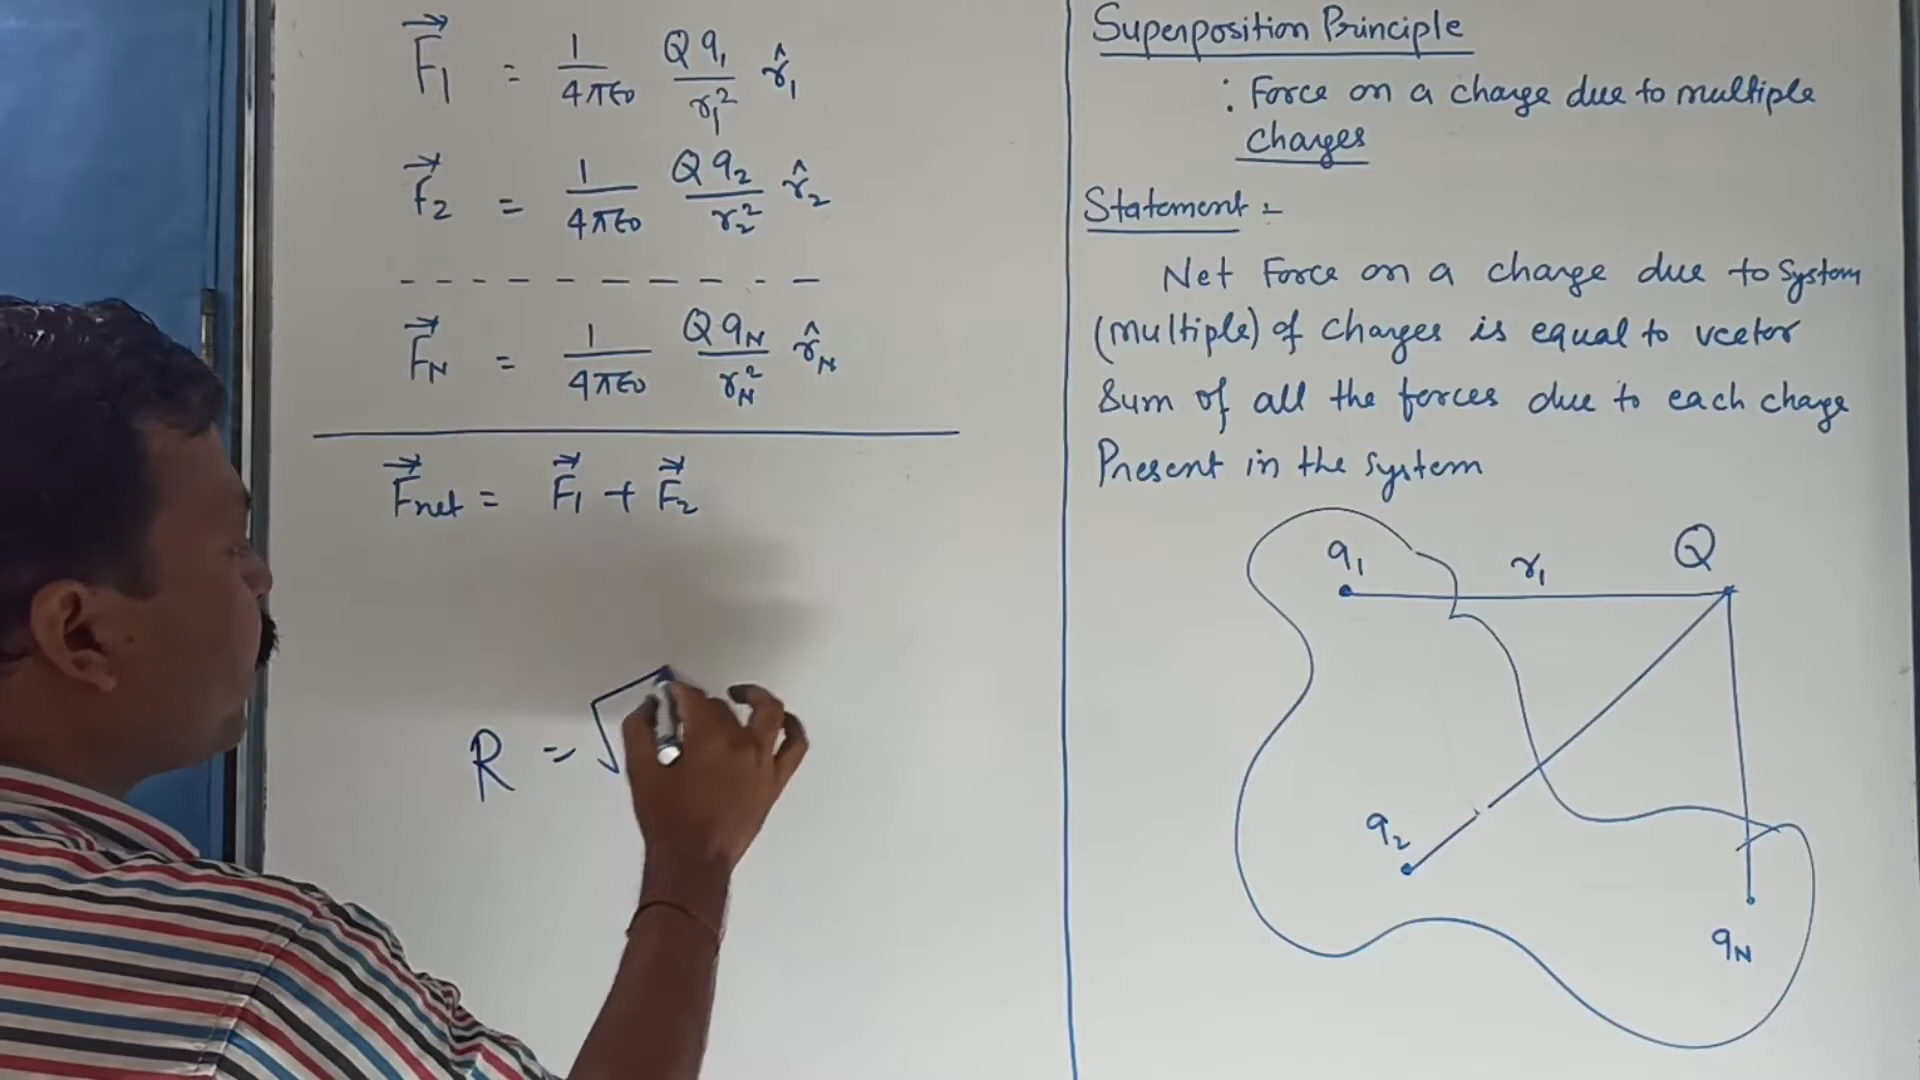 F⃗1 = 1/4πϵ0 Qq1/r1² r̂1
F⃗2 = 1/4πϵ0 Qq2/r2² r̂2
- - - - - - - - - - - -
F⃗N = 1/4πϵ0 QqN/rN² r̂N
F⃗net = F⃗1 + F⃗2
R = √
Superposition Principle
: Force on a charge due to multiple
charges
Statement :-
Net Force on a charge due to System
(multiple) of charges is equal to vector
Sum of all the forces due to each charge
Present in the system
q1 r1 Q
q2
qN